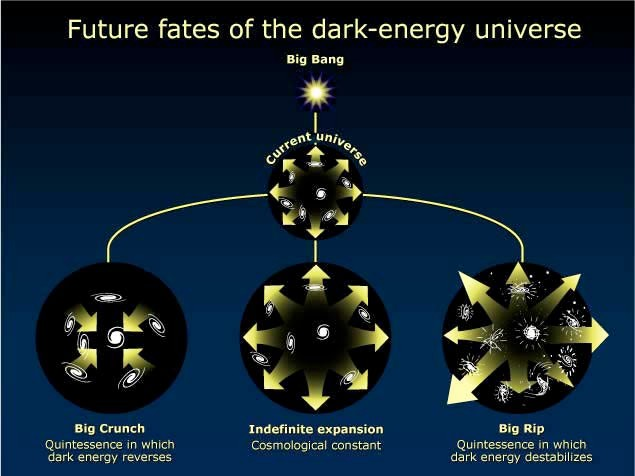 Future fates of the dark-energy universe
Big Bang
Current universe
Big Crunch
Quintessence in which
dark energy reverses
Indefinite expansion
Cosmological constant
Big Rip
Quintessence in which
dark energy destabilizes